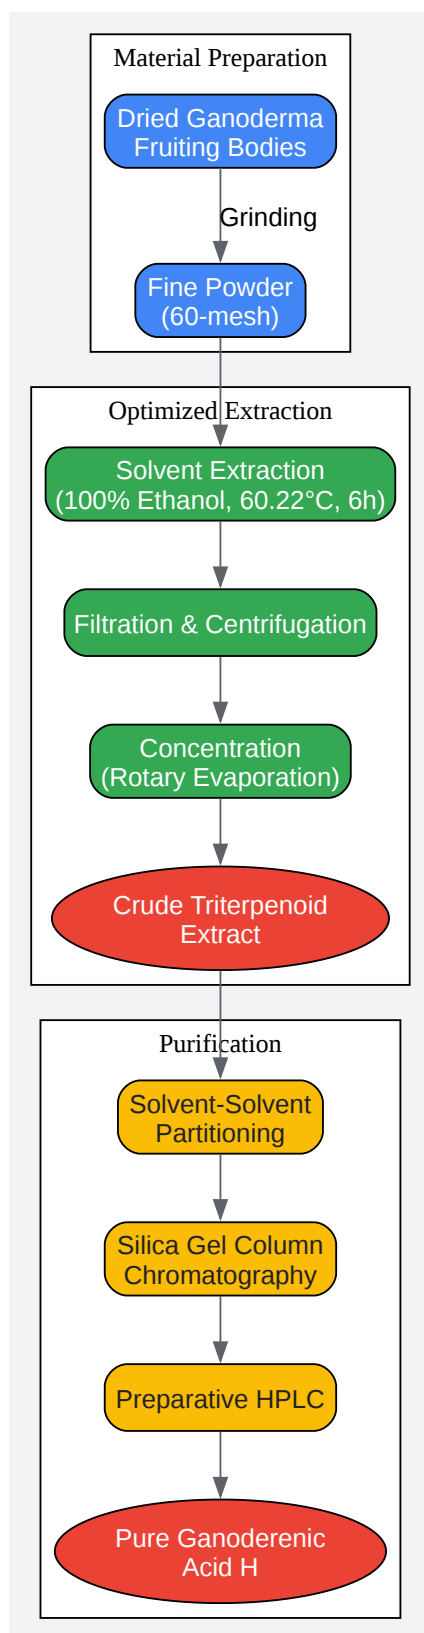 Material Preparation
Dried Ganoderma
Fruiting Bodies
Grinding
Fine Powder
(60-mesh)
Optimized Extraction
Solvent Extraction
(100% Ethanol, 60.22°C, 6h)
Filtration & Centrifugation
Concentration
(Rotary Evaporation)
Crude Triterpenoid
Extract
Purification
Solvent-Solvent
Partitioning
Silica Gel Column
Chromatography
Preparative HPLC
Pure Ganoderenic
Acid H